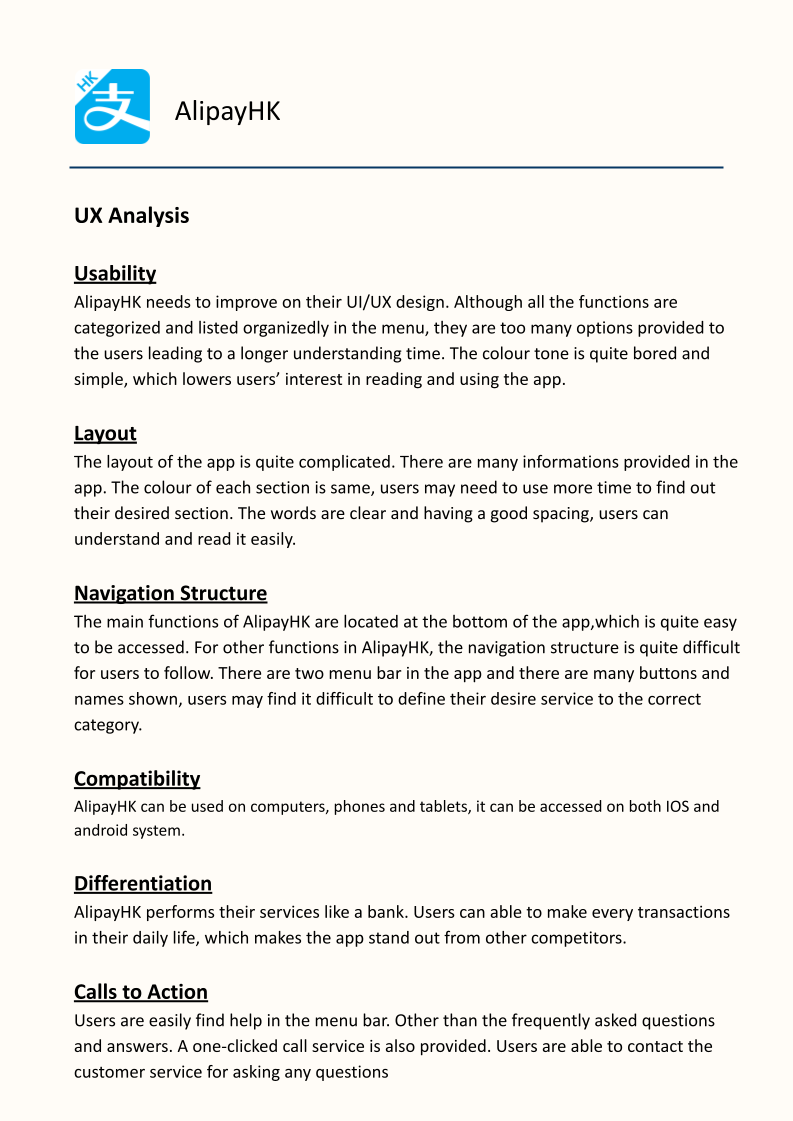 HK
支
AlipayHK
UX Analysis
Usability
AlipayHK needs to improve on their UI/UX design. Although all the functions are
categorized and listed organizedly in the menu, they are too many options provided to
the users leading to a longer understanding time. The colour tone is quite bored and
simple, which lowers users’ interest in reading and using the app.
Layout
The layout of the app is quite complicated. There are many informations provided in the
app. The colour of each section is same, users may need to use more time to find out
their desired section. The words are clear and having a good spacing, users can
understand and read it easily.
Navigation Structure
The main functions of AlipayHK are located at the bottom of the app,which is quite easy
to be accessed. For other functions in AlipayHK, the navigation structure is quite difficult
for users to follow. There are two menu bar in the app and there are many buttons and
names shown, users may find it difficult to define their desire service to the correct
category.
Compatibility
AlipayHK can be used on computers, phones and tablets, it can be accessed on both IOS and
android system.
Differentiation
AlipayHK performs their services like a bank. Users can able to make every transactions
in their daily life, which makes the app stand out from other competitors.
Calls to Action
Users are easily find help in the menu bar. Other than the frequently asked questions
and answers. A one-clicked call service is also provided. Users are able to contact the
customer service for asking any questions